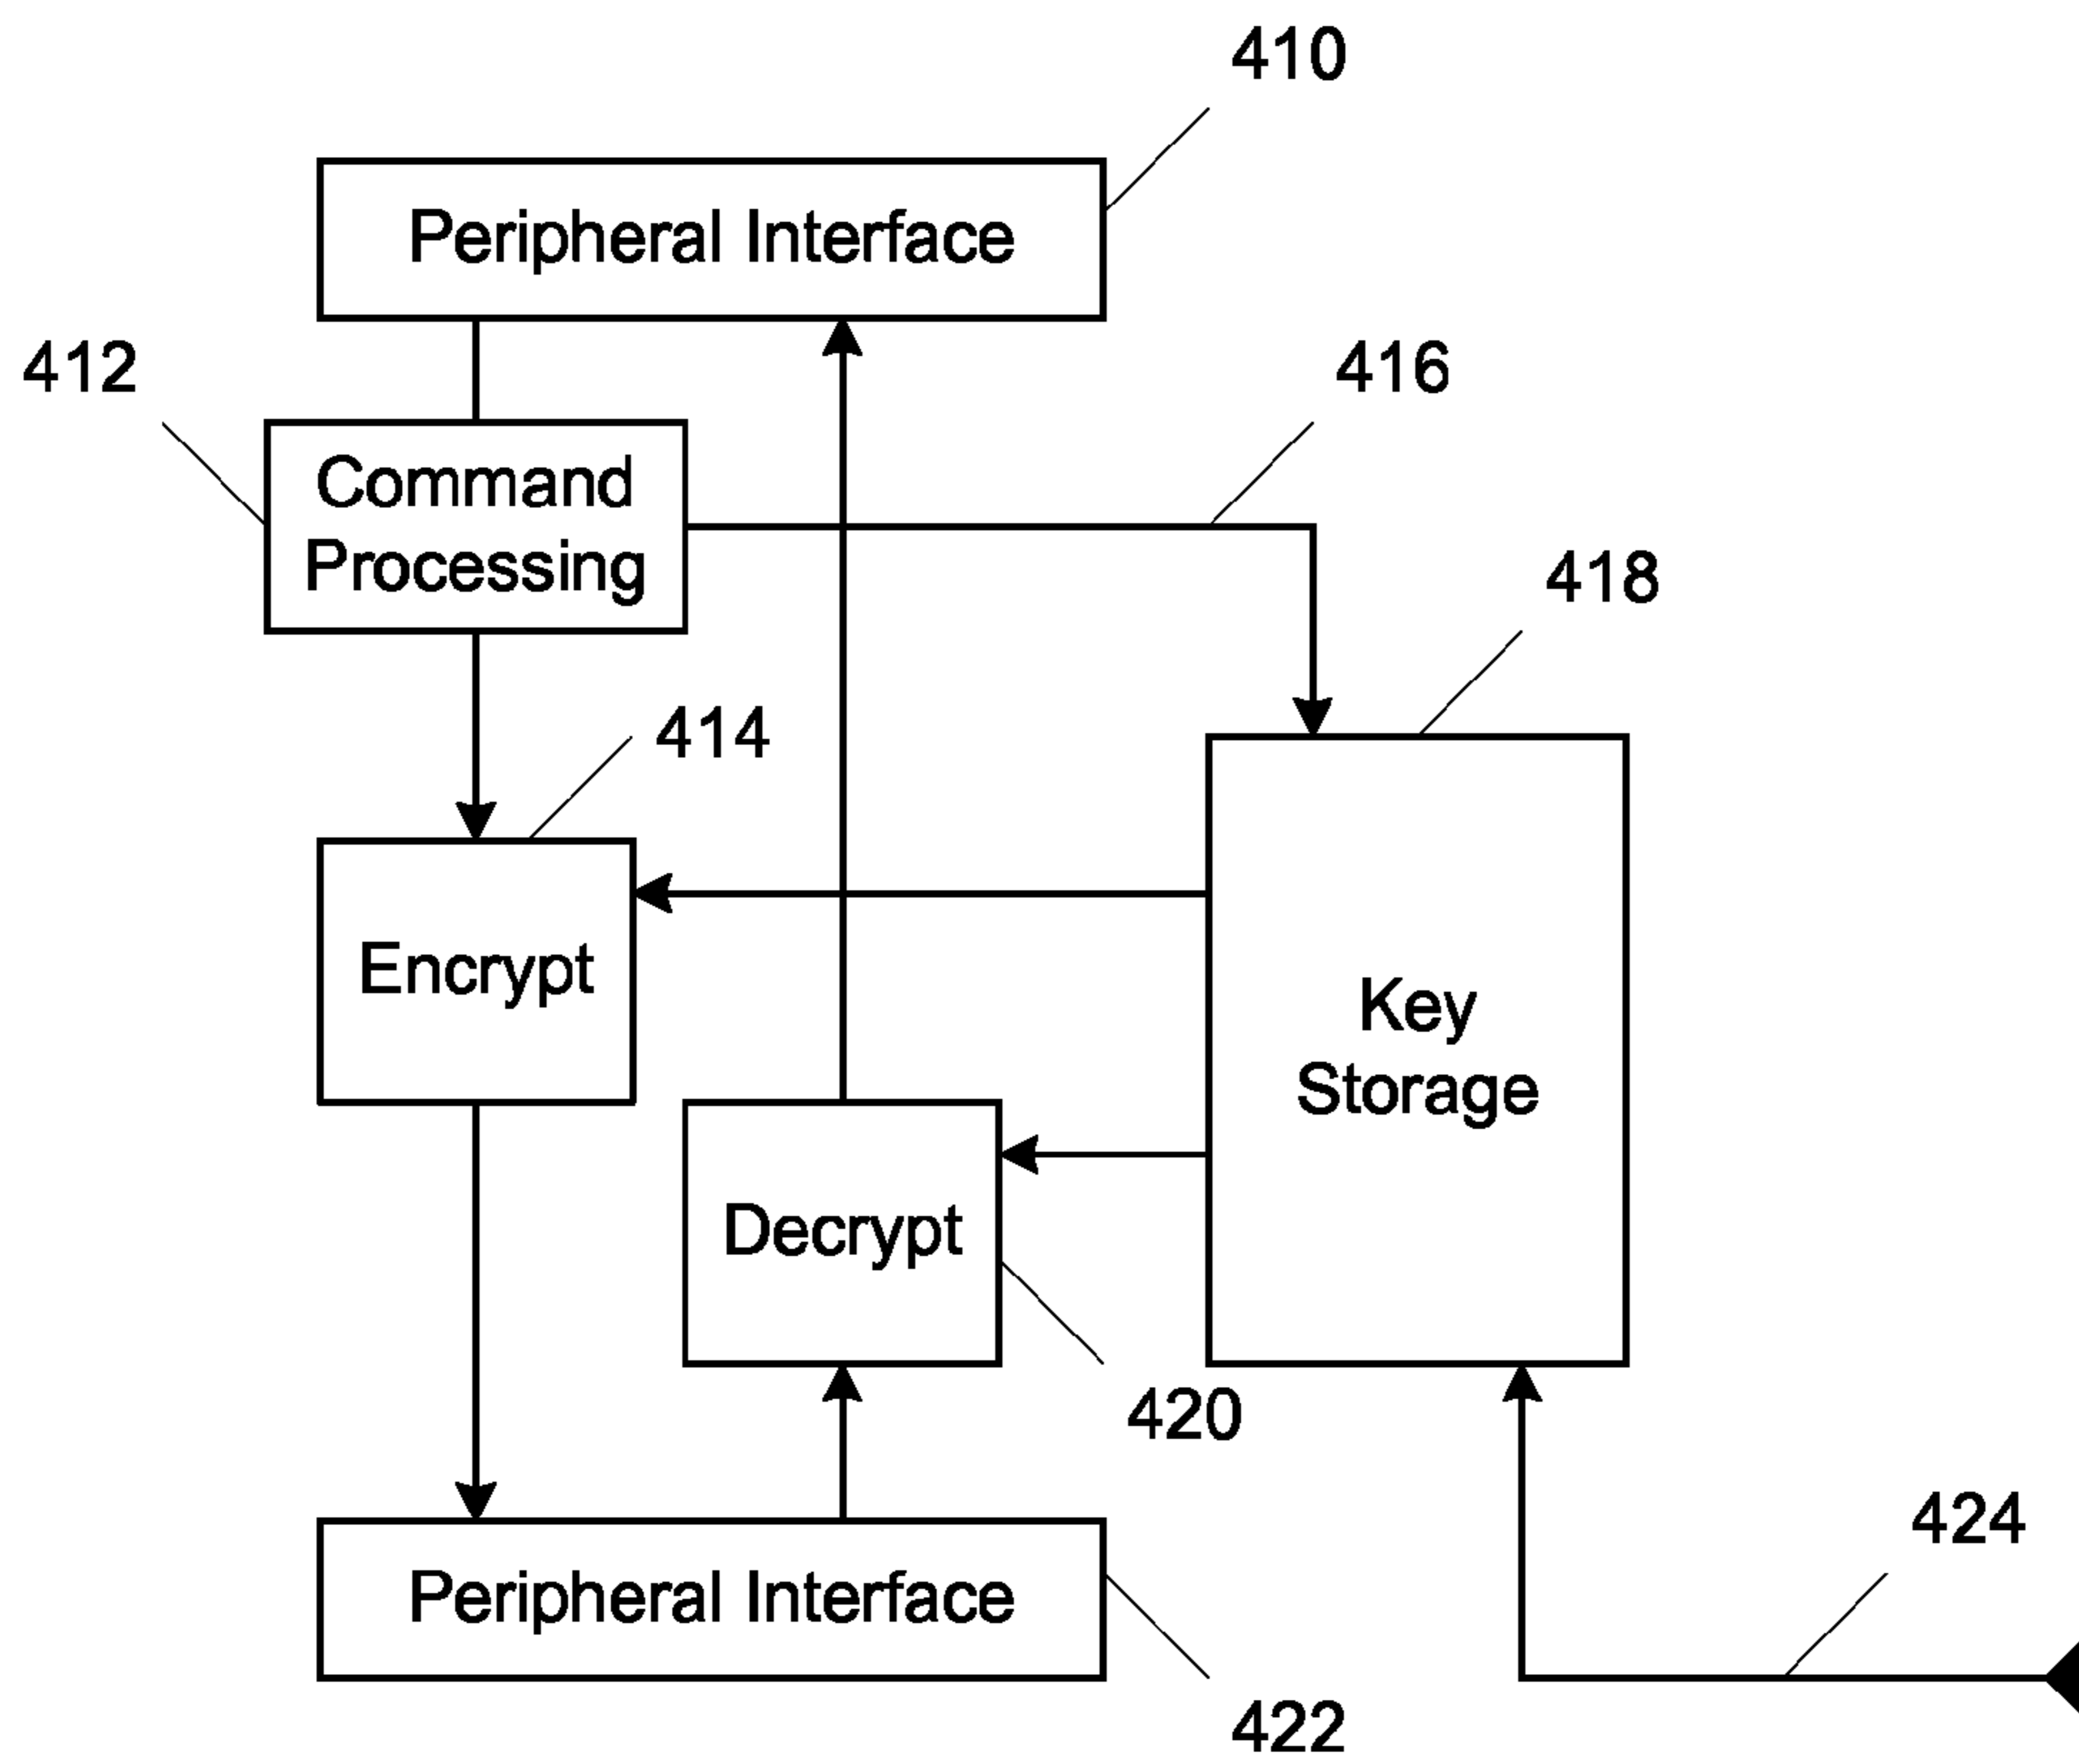 410
Peripheral Interface
412
416
Command
Processing
418
414
Encrypt
Key
Storage
Decrypt
420
424
Peripheral Interface
422